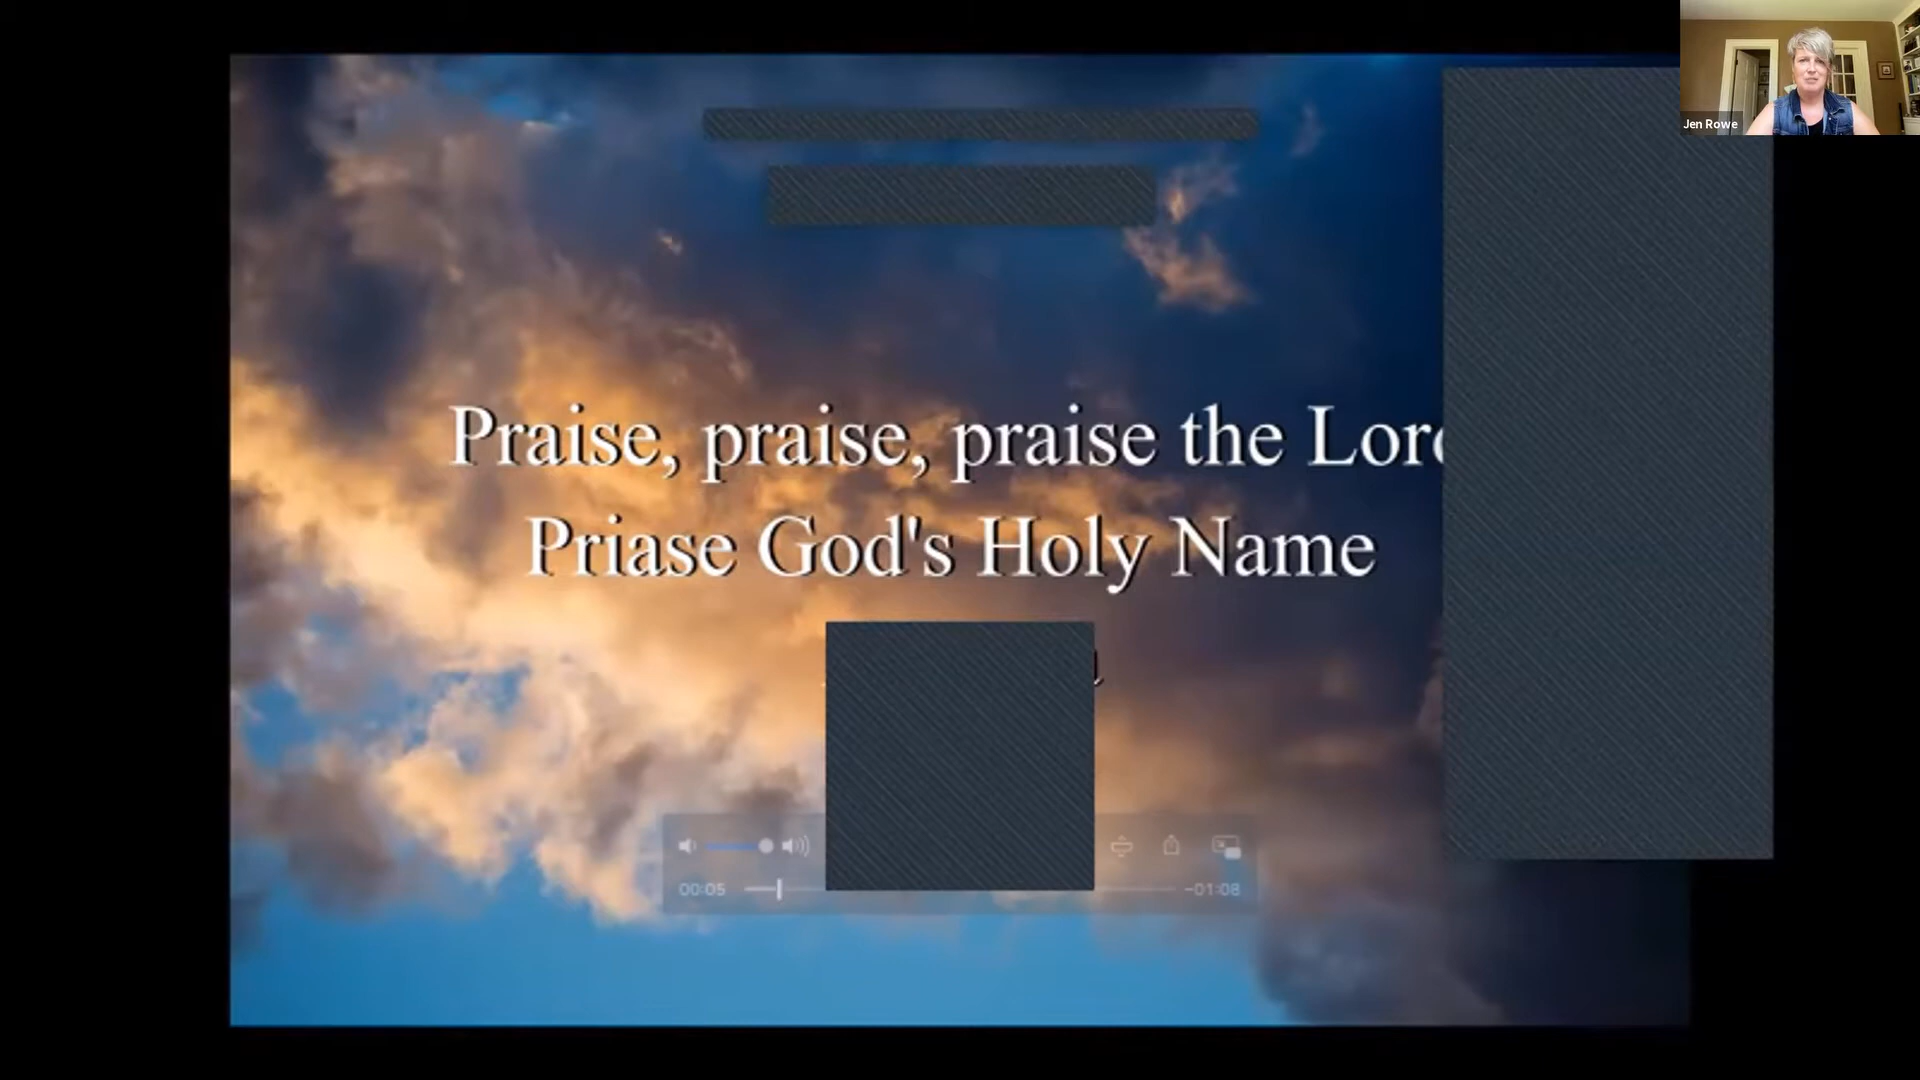 Jen Rowe
Praise, praise, praise the Lor
Priase God's Holy Name
00:05
-01:08